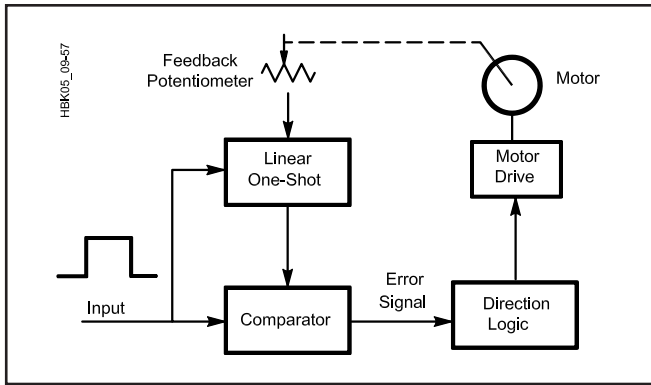 HBK05_09-57
Feedback
Potentiometer
Motor
Linear
One-Shot
Motor
Drive
Input
Comparator
Error
Signal
Direction
Logic